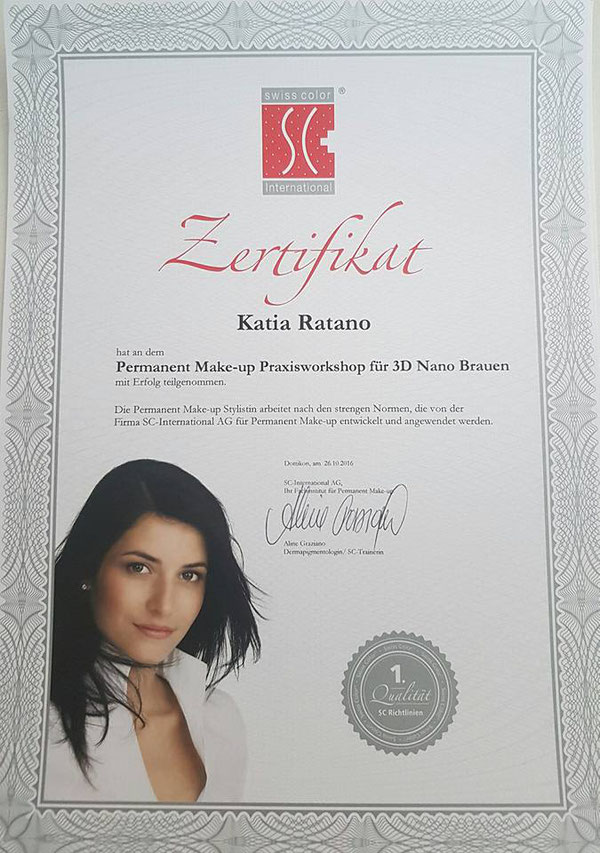 swiss color ®
SC
International
Zertifikat
Katia Ratano
hat an dem
Permanent Make-up Praxisworkshop für 3D Nano Brauen
mit Erfolg teilgenommen.
Die Permanent Make-up Stylistin arbeitet nach den strengen Normen, die von der
Firma SC-International AG für Permanent Make-up entwickelt und angewendet werden.
Donikon, am 26.10.2016
SC-International AG,
Ihr Fachinstitut für Permanent Make-up
Aline Graziano
Dermapigmentologin/ SC-Trainerin
1.
Qualität
SC Richtlinien